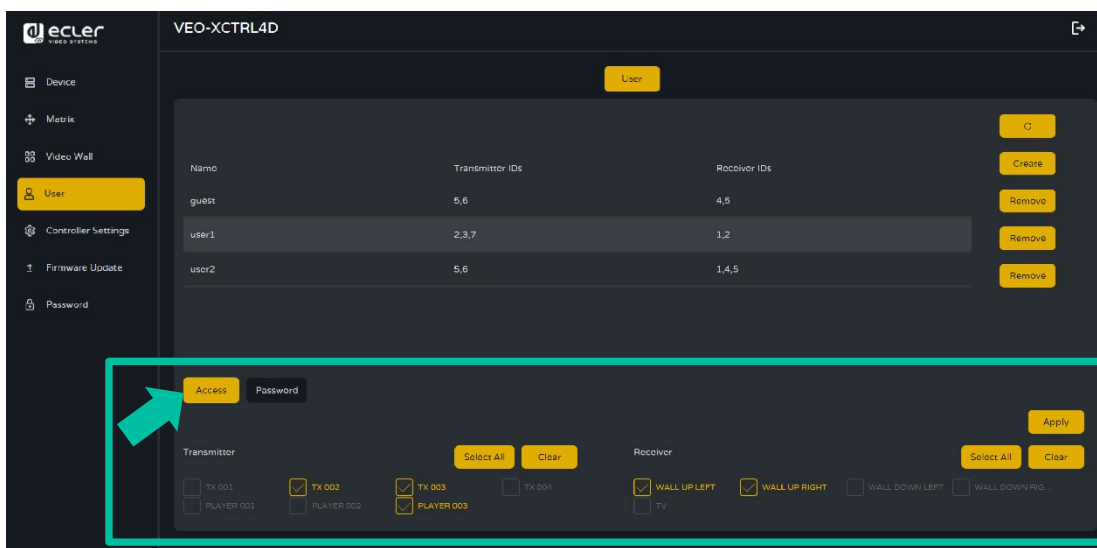 ecler
VIDEO SYSTEMS
VEO-XCTRL4D
Device
Matrix
Video Wall
User
Controller Settings
Firmware Update
Password
User
Create
Name Transmitter IDs Receiver IDs
guest 5,6 4,5 Remove
user1 2,3,7 1,2 Remove
user2 5,6 1,4,5 Remove
Access Password
Apply
Transmitter Select All Clear Receiver Select All Clear
TX 001 TX 002 TX 003 TX 004 WALL UP LEFT WALL UP RIGHT WALL DOWN LEFT WALL DOWN RIG...
PLAYER 001 PLAYER 002 PLAYER 003 TV